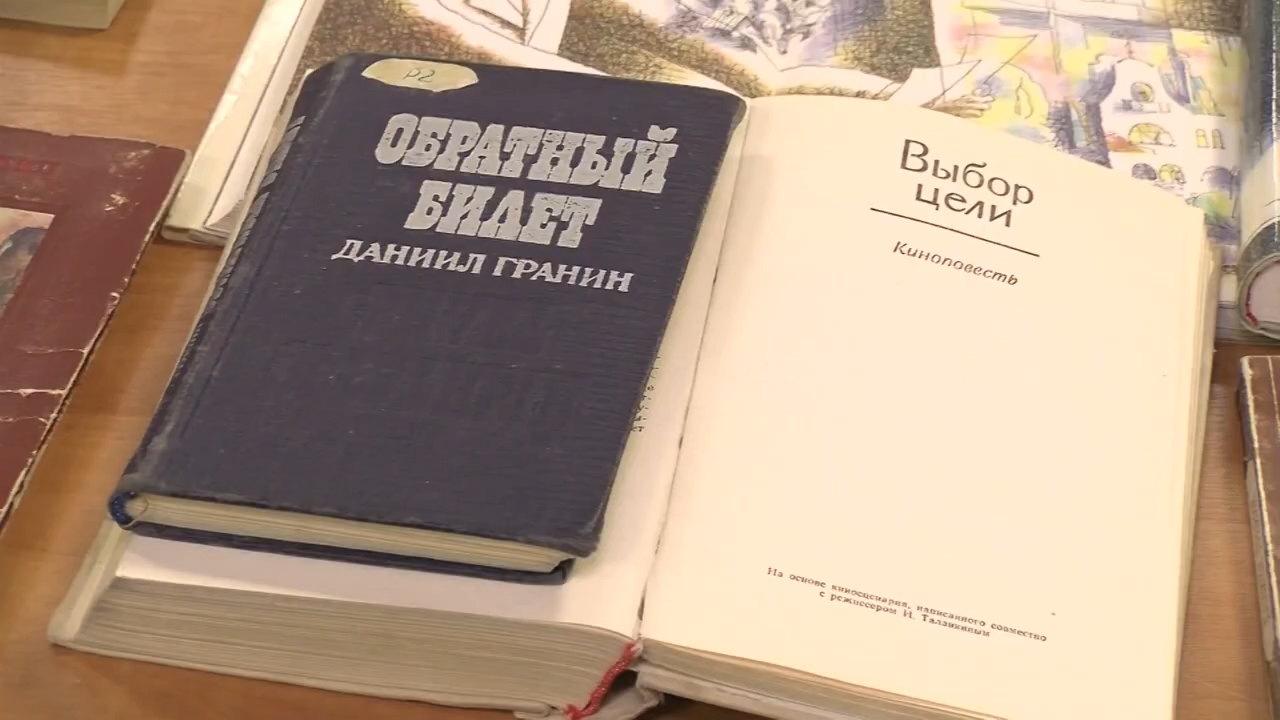 Р2
ОБРАТНЫЙ
БИЛЕТ
ДАНИИЛ ГРАНИН
Выбор
цели
Киноповесть
На основе киносценария, написанного совместно
с режиссером И. Таланкиным